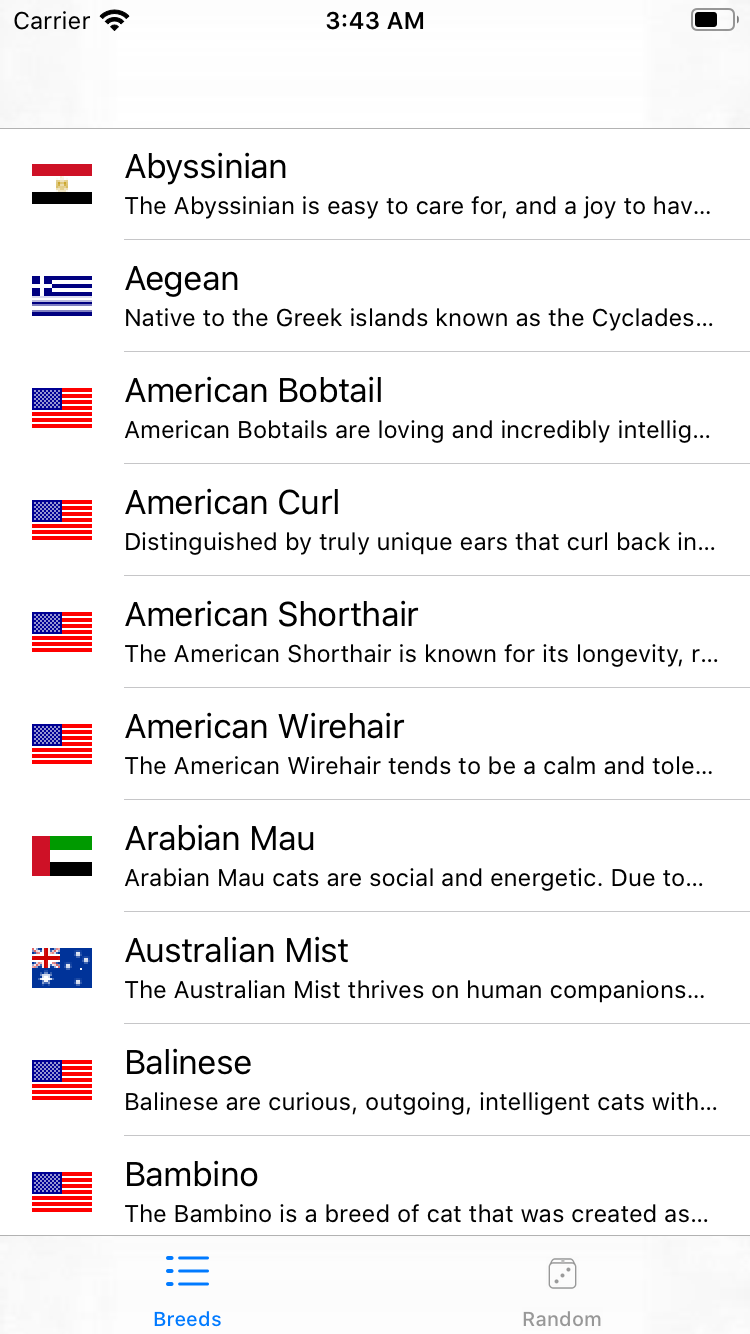 Carrier 3:43 AM
Abyssinian
The Abyssinian is easy to care for, and a joy to hav...
Aegean
Native to the Greek islands known as the Cyclades...
American Bobtail
American Bobtails are loving and incredibly intellig...
American Curl
Distinguished by truly unique ears that curl back in...
American Shorthair
The American Shorthair is known for its longevity, r...
American Wirehair
The American Wirehair tends to be a calm and tole...
Arabian Mau
Arabian Mau cats are social and energetic. Due to...
Australian Mist
The Australian Mist thrives on human companions...
Balinese
Balinese are curious, outgoing, intelligent cats with...
Bambino
The Bambino is a breed of cat that was created as...
Breeds Random